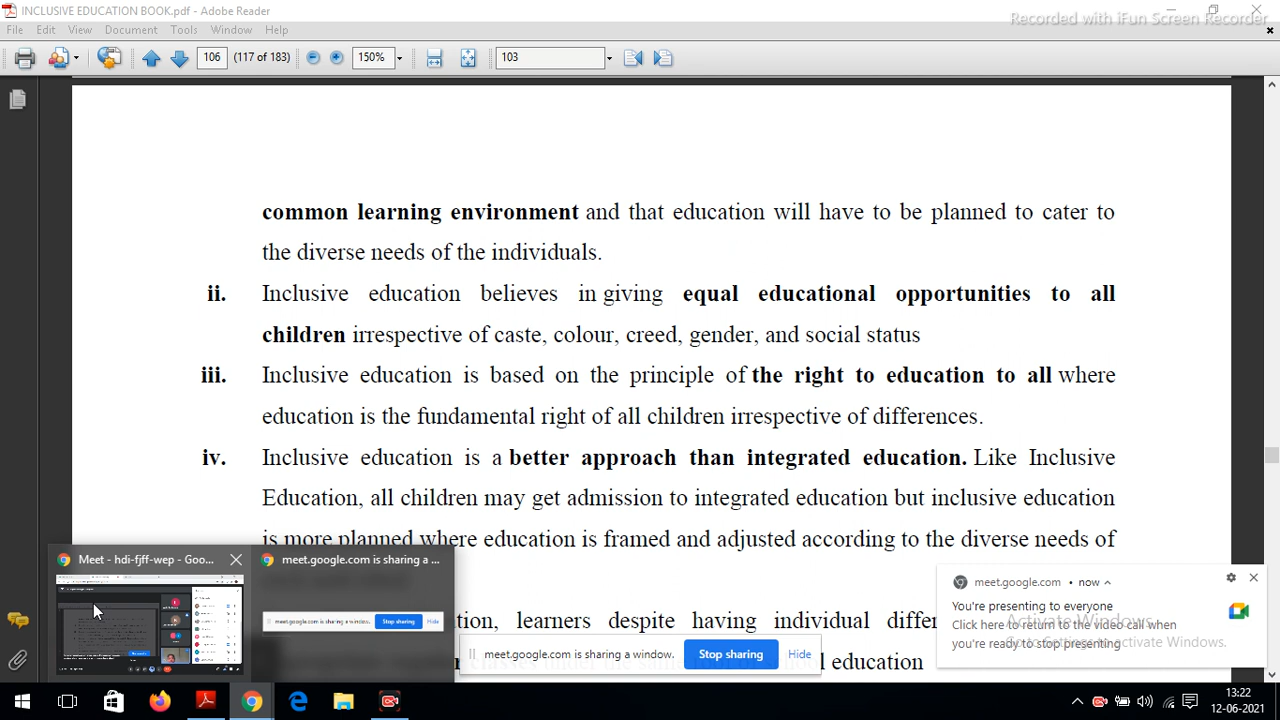 INCLUSIVE EDUCATION BOOK.pdf - Adobe Reader
Recorded with iFun Screen Recorder
File Edit View Document Tools Window Help
106 (117 of 183) 150% 103
common learning environment and that education will have to be planned to cater to
the diverse needs of the individuals.
ii. Inclusive education believes in giving equal educational opportunities to all
children irrespective of caste, colour, creed, gender, and social status
iii. Inclusive education is based on the principle of the right to education to all where
education is the fundamental right of all children irrespective of differences.
iv. Inclusive education is a better approach than integrated education. Like Inclusive
Education, all children may get admission to integrated education but inclusive education
is more planned where education is framed and adjusted according to the diverse needs of
Meet - hdi-fjff-wep - Goo...
meet.google.com is sharing a ...
meet.google.com is sharing a window. Stop sharing Hide
tion, learners despite having individual differ
l education
meet.google.com is sharing a window. Stop sharing Hide
meet.google.com • now
You're presenting to everyone
Click here to return to the video call when
you're ready to stop presenting
Activate Windows
Go to Settings to activate Windows.
13:22
12-06-2021